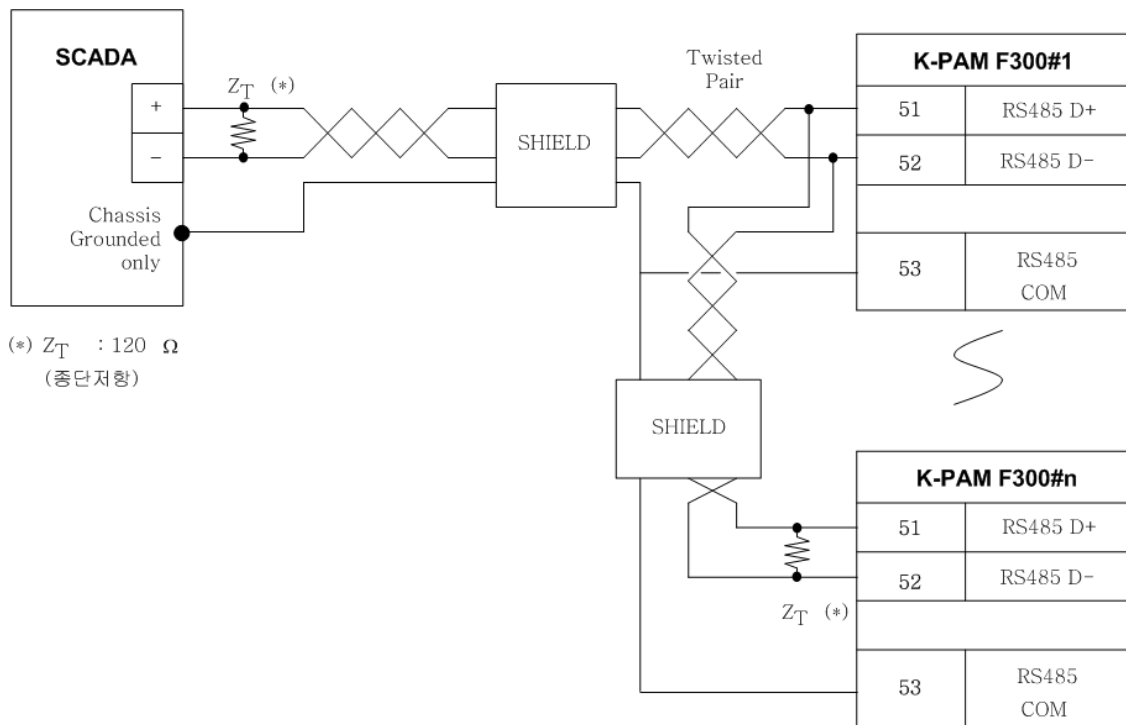 SCADA
+
−
Z_T (*)
Chassis
Grounded
only
(*) Z_T : 120 Ω
(종단저항)
SHIELD
Twisted
Pair
K-PAM F300#1
51 RS485 D+
52 RS485 D-
53 RS485
COM
SHIELD
K-PAM F300#n
51 RS485 D+
52 RS485 D-
Z_T (*)
53 RS485
COM